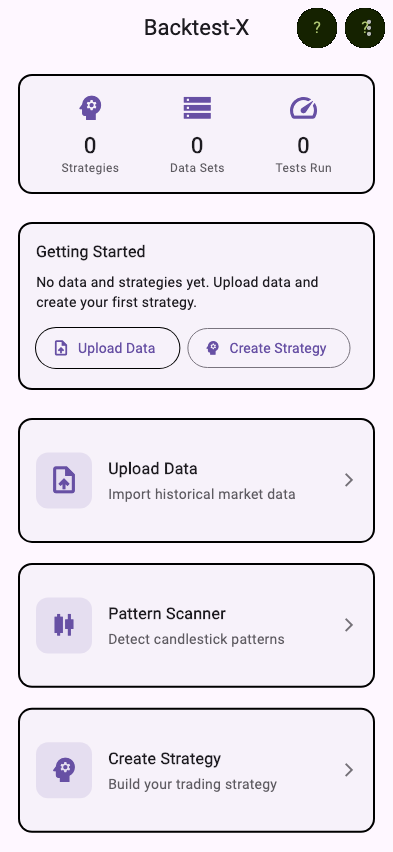 Backtest-X
?
?
0
0
0
Strategies
Data Sets
Tests Run
Getting Started
No data and strategies yet. Upload data and
create your first strategy.
Upload Data
Create Strategy
Upload Data
Import historical market data
Pattern Scanner
Detect candlestick patterns
Create Strategy
Build your trading strategy